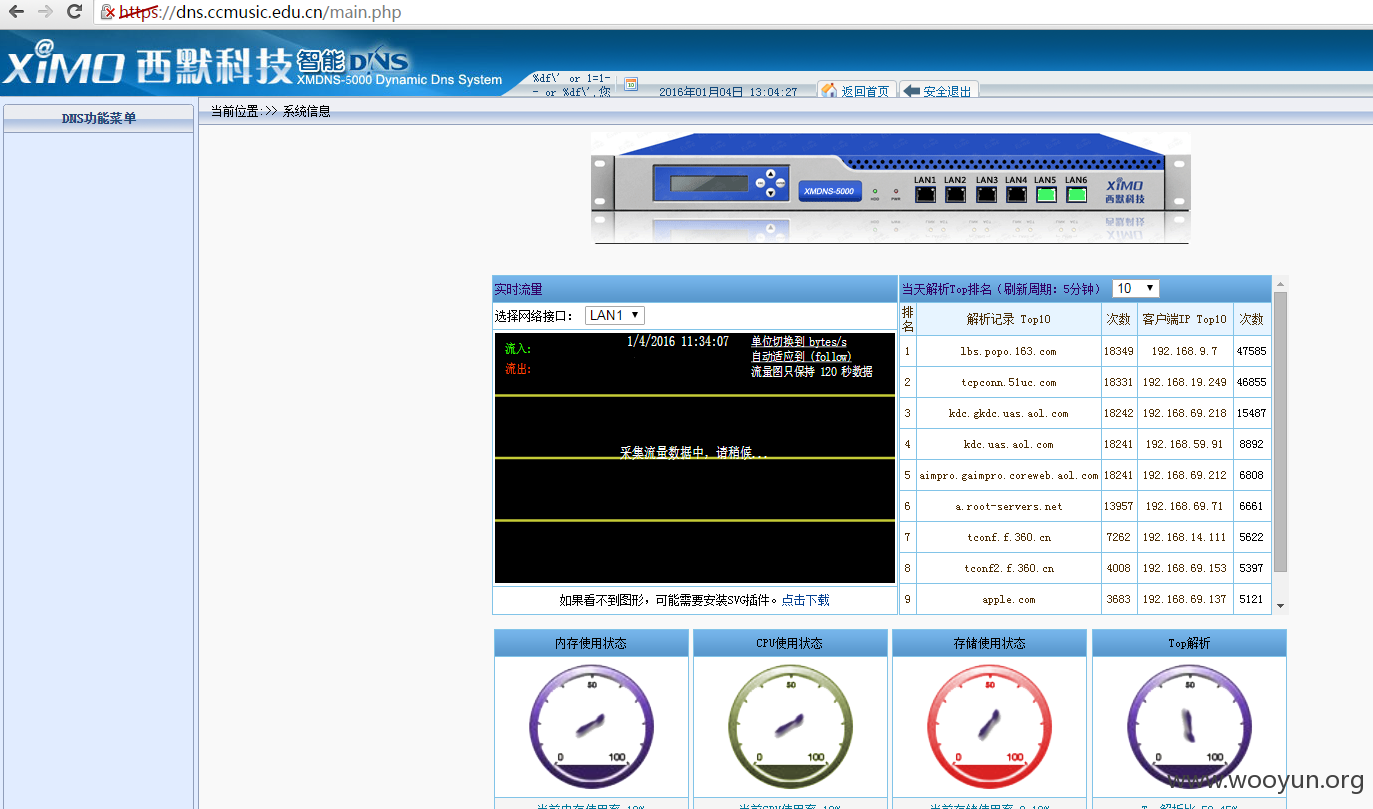 https://dns.ccmusic.edu.cn/main.php
XiMO 西默科技 智能DNS
XMDNS-5000 Dynamic Dns System
%df\' or 1=1-
- or %df\',您
2016年01月04日 13:04:27
返回首页
安全退出
DNS功能菜单
当前位置:>> 系统信息
LAN1 LAN2 LAN3 LAN4 LAN5 LAN6
XMDNS-5000
XiMO
西默科技
实时流量
选择网络接口: LAN1
流入:
流出:
1/4/2016 11:34:07
单位切换到 bytes/s
自动适应到 (follow)
流量图只保持 120 秒数据
采集流量数据中, 请稍候...
如果看不到图形，可能需要安装SVG插件。点击下载
当天解析Top排名（刷新周期：5分钟） 10
排名 解析记录 Top10 次数 客户端IP Top10 次数
1 lbs.popo.163.com 18349 192.168.9.7 47585
2 tcpconn.51uc.com 18331 192.168.19.249 46855
3 kdc.gkdc.uas.aol.com 18242 192.168.69.218 15487
4 kdc.uas.aol.com 18241 192.168.59.91 8892
5 aimpro.gaimpro.coreweb.aol.com 18241 192.168.69.212 6808
6 a.root-servers.net 13957 192.168.69.71 6661
7 tconf.f.360.cn 7262 192.168.14.111 5622
8 tconf2.f.360.cn 4008 192.168.69.153 5397
9 apple.com 3683 192.168.69.137 5121
内存使用状态
50
0 100
CPU使用状态
50
0 100
存储使用状态
50
0 100
Top解析
50
0 100
www.wooyun.org